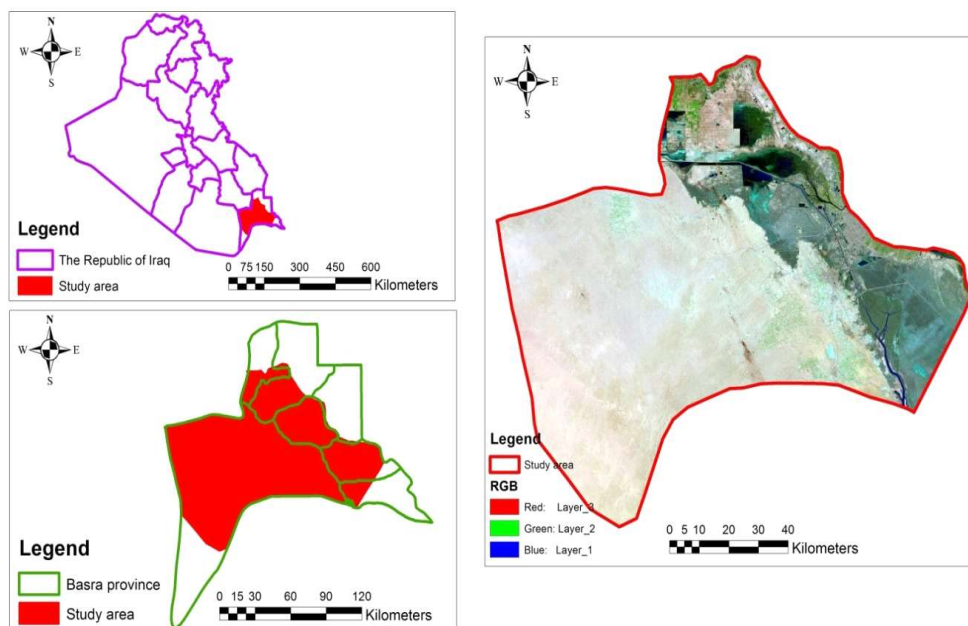 N
W E
S
Legend
The Republic of Iraq
Study area
0 75 150 300 450 600
Kilometers
N
W E
S
Legend
Basra province
Study area
0 15 30 60 90 120
Kilometers
N
W E
S
Legend
Study area
RGB
Red: Layer_3
Green: Layer_2
Blue: Layer_1
0 5 10 20 30 40
Kilometers